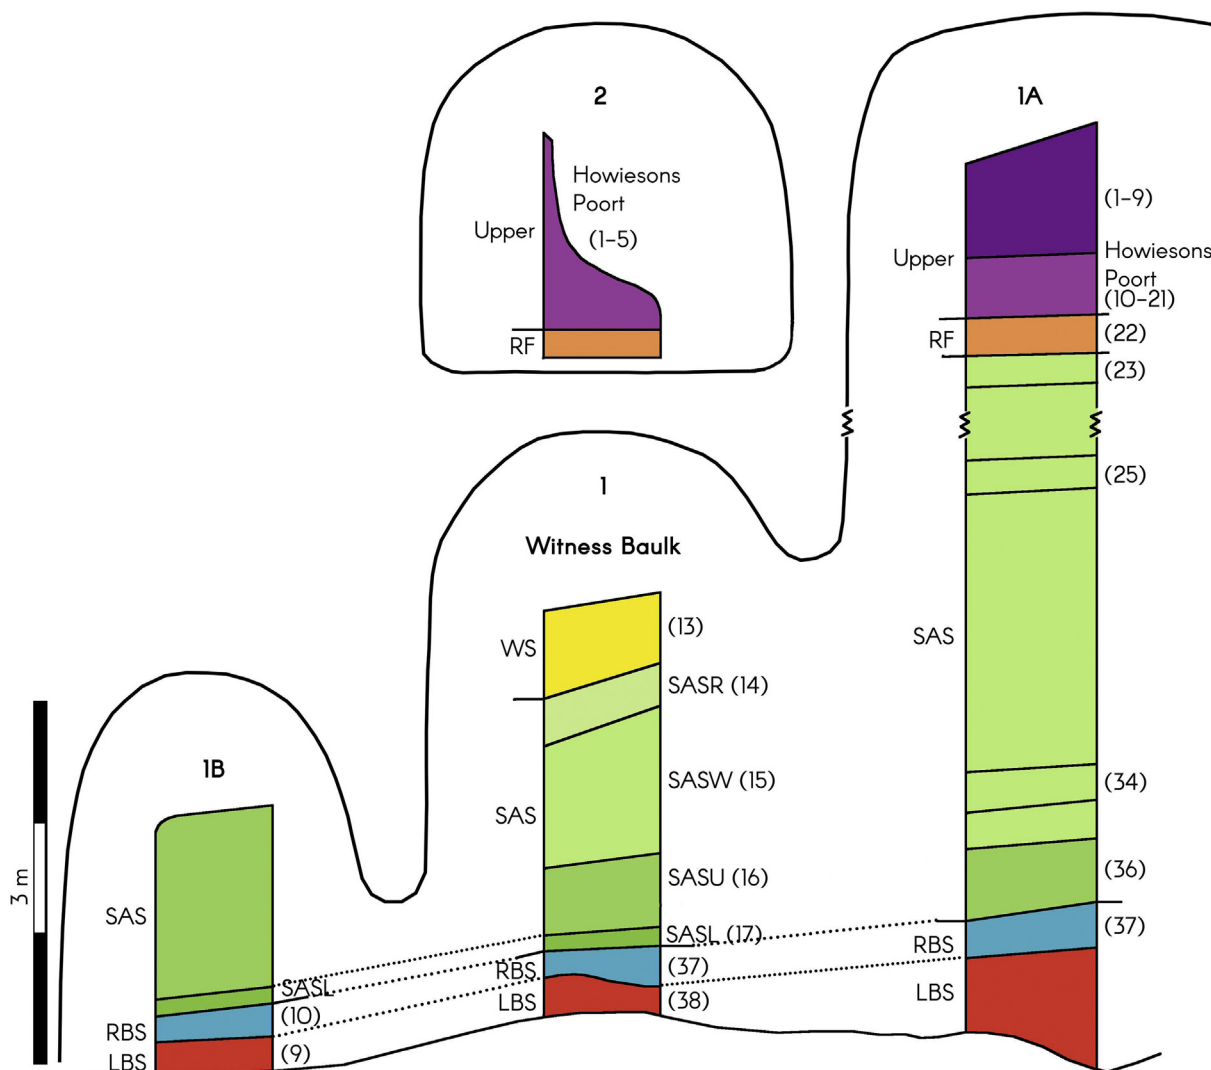 2
Howiesons
Poort
(1–5)
Upper
RF
1A
(1–9)
Upper
Howiesons
Poort
(10–21)
RF
(22)
(23)
(25)
SAS
(34)
(36)
(37)
RBS
LBS
1
Witness Baulk
WS
(13)
SASR (14)
SASW (15)
SAS
SASU (16)
SASL (17)
RBS
(37)
LBS
(38)
1B
SAS
SASL
(10)
RBS
LBS
(9)
3 m